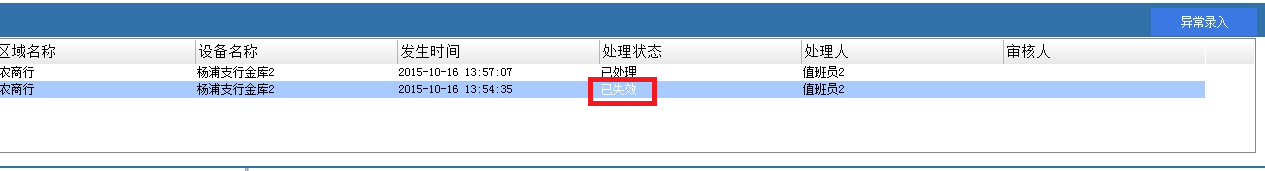 异常录入
区域名称 设备名称 发生时间 处理状态 处理人 审核人
农商行 杨浦支行金库2 2015-10-16 13:57:07 已处理 值班员2
农商行 杨浦支行金库2 2015-10-16 13:54:35 已失效 值班员2